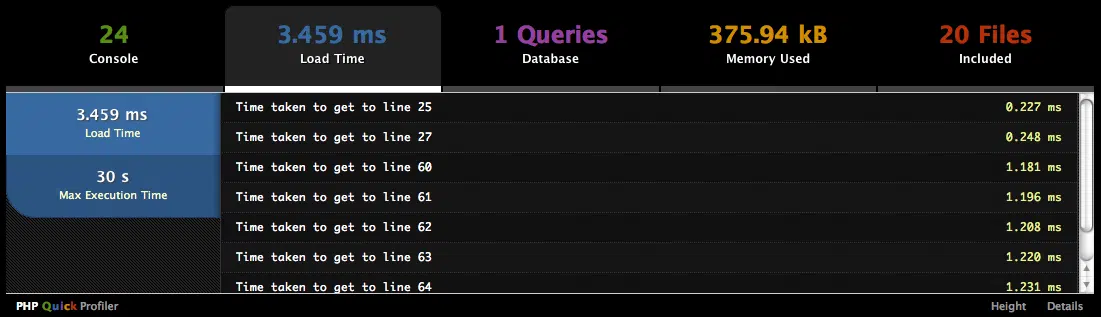 24 3.459 ms 1 Queries 375.94 kB 20 Files
Console Load Time Database Memory Used Included
3.459 ms
Load Time
30 s
Max Execution Time
Time taken to get to line 25 0.227 ms
Time taken to get to line 27 0.248 ms
Time taken to get to line 60 1.181 ms
Time taken to get to line 61 1.196 ms
Time taken to get to line 62 1.208 ms
Time taken to get to line 63 1.220 ms
Time taken to get to line 64 1.231 ms
PHP Quick Profiler Height Details